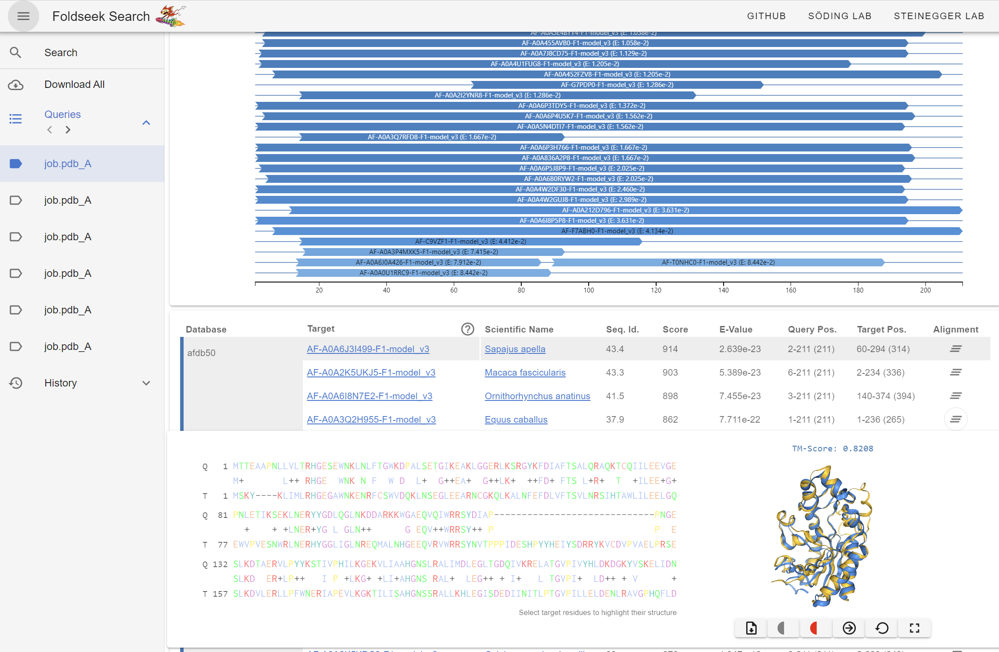 Foldseek Search
GITHUB
SÖDING LAB
STEINEGGER LAB
Search
Download All
Queries
job.pdb_A
job.pdb_A
job.pdb_A
job.pdb_A
job.pdb_A
job.pdb_A
History
AF-A0A5E4BYY4-F1-model_v3 (E: 1.058e-2)
AF-A0A455AVB0-F1-model_v3 (E: 1.058e-2)
AF-A0A7J8CD75-F1-model_v3 (E: 1.129e-2)
AF-A0A4U1FUG8-F1-model_v3 (E: 1.205e-2)
AF-A0A452FZV8-F1-model_v3 (E: 1.205e-2)
AF-G7PDP0-F1-model_v3 (E: 1.286e-2)
AF-A0A2I2YNR8-F1-model_v3 (E: 1.286e-2)
AF-A0A6P3TDY5-F1-model_v3 (E: 1.372e-2)
AF-A0A6P4U5K7-F1-model_v3 (E: 1.562e-2)
AF-A0A5N4DTI7-F1-model_v3 (E: 1.562e-2)
AF-A0A3Q7RFD8-F1-model_v3 (E: 1.667e-2)
AF-A0A6P3H766-F1-model_v3 (E: 1.667e-2)
AF-A0A836A2P8-F1-model_v3 (E: 1.667e-2)
AF-A0A6P5J8P9-F1-model_v3 (E: 2.025e-2)
AF-A0A6B0RYW2-F1-model_v3 (E: 2.025e-2)
AF-A0A4W2DF30-F1-model_v3 (E: 2.460e-2)
AF-A0A4W2GUJ8-F1-model_v3 (E: 2.989e-2)
AF-A0A212D796-F1-model_v3 (E: 3.631e-2)
AF-A0A6I8P5P8-F1-model_v3 (E: 3.631e-2)
AF-F7ABH0-F1-model_v3 (E: 4.134e-2)
AF-C9VZF1-F1-model_v3 (E: 4.412e-2)
AF-A0A3P4MXK5-F1-model_v3 (E: 7.415e-2)
AF-A0A6J0A426-F1-model_v3 (E: 7.912e-2) AF-T0NHC0-F1-model_v3 (E: 8.442e-2)
AF-A0A0U1RRC9-F1-model_v3 (E: 8.442e-2)
20 40 60 80 100 120 140 160 180 200
Database Target Scientific Name Seq. Id. Score E-Value Query Pos. Target Pos. Alignment
afdb50 AF-A0A6J3I499-F1-model_v3 Sapajus apella 43.4 914 2.639e-23 2-211 (211) 60-294 (314)
AF-A0A2K5UKJ5-F1-model_v3 Macaca fascicularis 43.3 903 5.389e-23 6-211 (211) 2-234 (336)
AF-A0A6I8N7E2-F1-model_v3 Ornithorhynchus anatinus 41.5 898 7.455e-23 3-211 (211) 140-374 (394)
AF-A0A3Q2H955-F1-model_v3 Equus caballus 37.9 862 7.711e-22 1-211 (211) 1-236 (265)
TM-Score: 0.8208
Q 1 MTTEAAPNLLVLTRHGESEWNKLNLFTGWKDPALSETGIKEAKLGGERLKSRGYKFDIAFTSALQRAQKTCQIILEEVGE
M+ L++ RHGE WNK N F W D L+ G++EA+ G++LK+ ++FD+ FTS L+R+ T +ILEE+G+
T 1 MSKY----KLIMLRHGEGAWNKENRFCSWVDQKLNSEGLEEARNCGKQLKALNFEFDLVFTSVLNRSIHTAWLILEELGQ
Q 81 PNLETIKSEKLNERYYGDLQGLNKDDARKKWGAEQVQIWRRSYDIAP-----------------------------PNGE
+ + +LNER+YG L GLN++ G EQV++WRRSY++ P P E
T 77 EWVPVESNWRLNERHYGGLIGLNREQMALNHGEEQVRVWRRSYNVTPPPIDESHPYYHEIYSDRRYKVCDVPVAELPRSE
Q 132 SLKDTAERVLPYYKSTIVPHILKGEKVLIAAHGNSLRALIMDLEGLTGDQIVKRELATGVPIVYHLDKDGKYVSKELIDN
SLKD ER+LP++ I P +LKG+ +LI+AHGNS RAL+ LEG++ + I+ L TGVPI+ LD++ + V +
T 157 SLKDVLERLLPFWNERIAPEVLKGKTILISAHGNSSRALLKHLEGISDEDIINITLPTGVPILLELDENLRAVGPHQFLD
Select target residues to highlight their structure